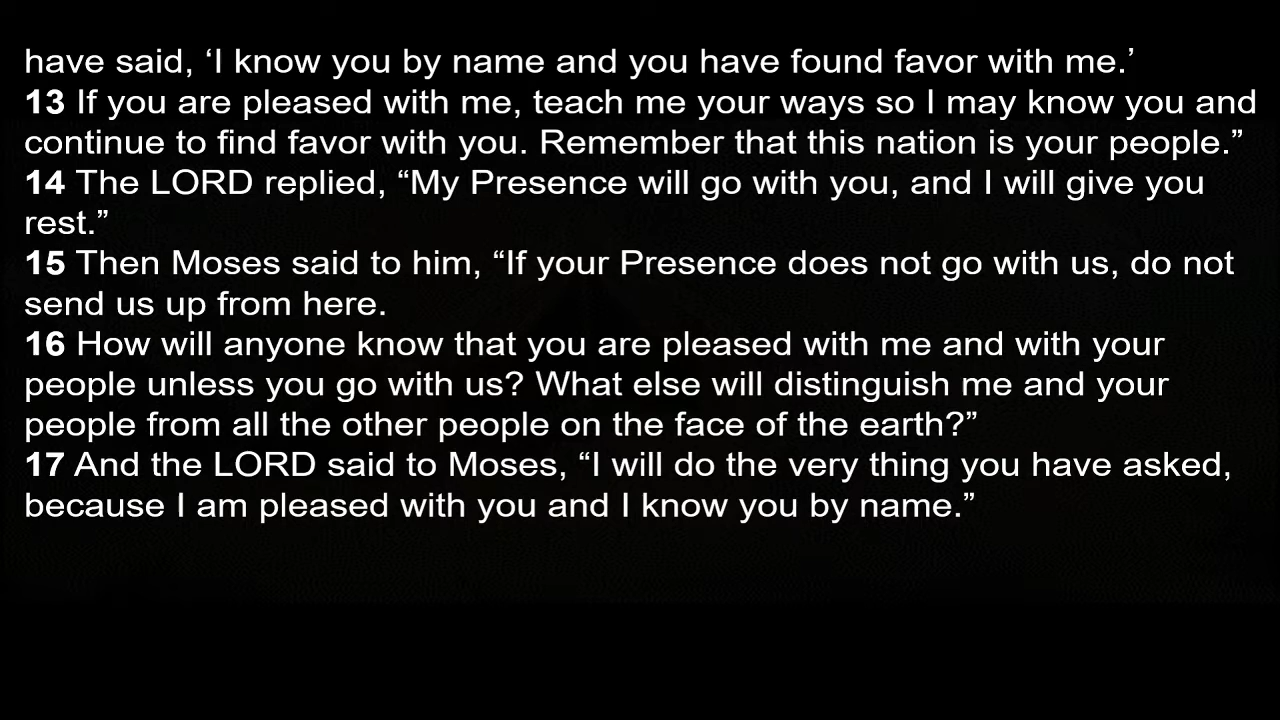 have said, ‘I know you by name and you have found favor with me.’
13 If you are pleased with me, teach me your ways so I may know you and
continue to find favor with you. Remember that this nation is your people.”
14 The LORD replied, “My Presence will go with you, and I will give you
rest.”
15 Then Moses said to him, “If your Presence does not go with us, do not
send us up from here.
16 How will anyone know that you are pleased with me and with your
people unless you go with us? What else will distinguish me and your
people from all the other people on the face of the earth?”
17 And the LORD said to Moses, “I will do the very thing you have asked,
because I am pleased with you and I know you by name.”